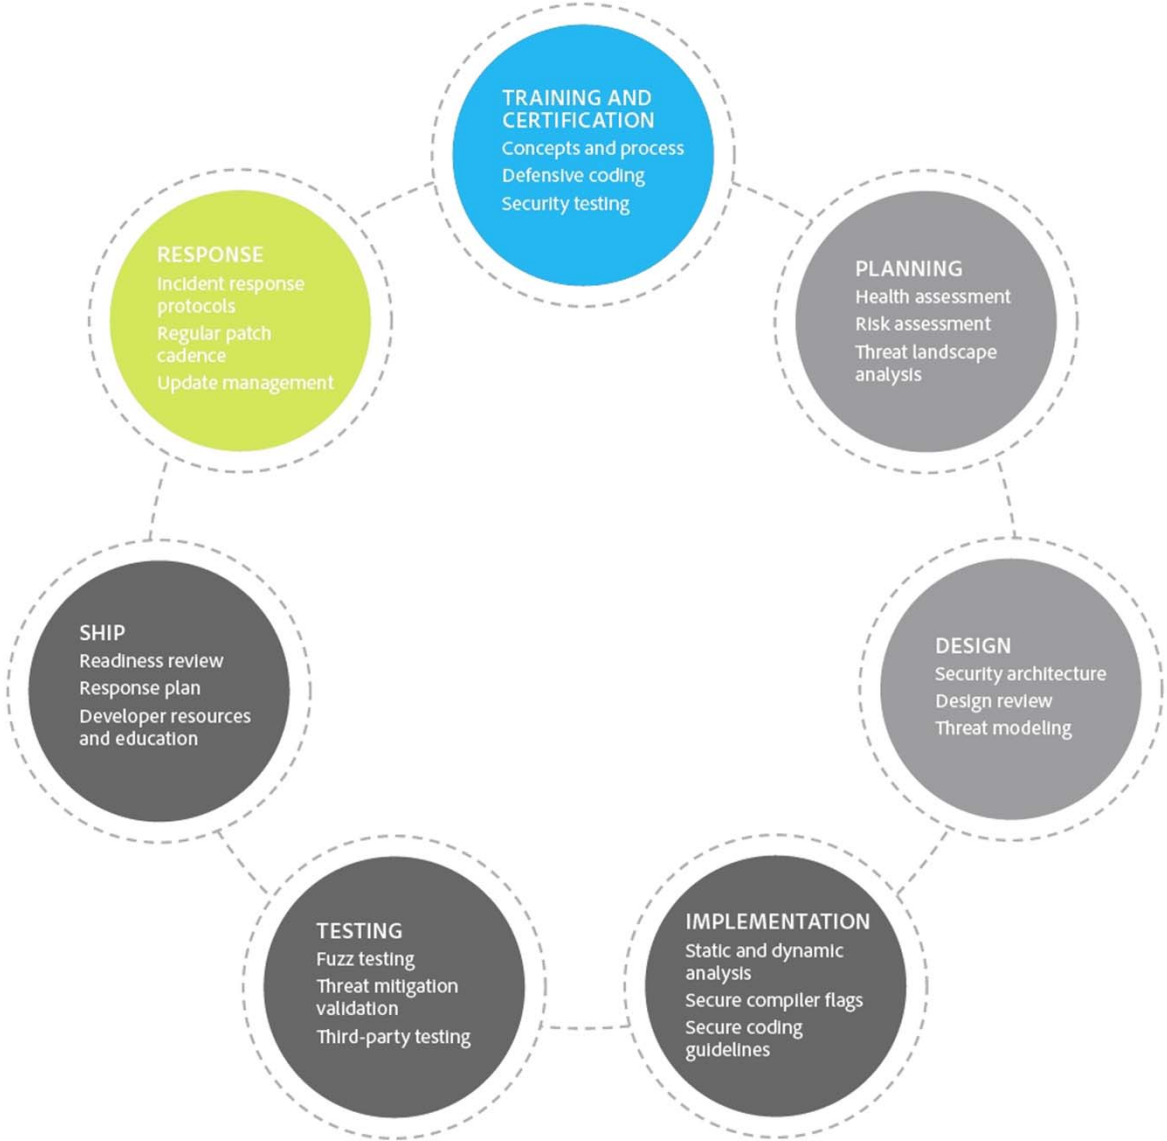 TRAINING AND
CERTIFICATION
Concepts and process
Defensive coding
Security testing
PLANNING
Health assessment
Risk assessment
Threat landscape
analysis
DESIGN
Security architecture
Design review
Threat modeling
IMPLEMENTATION
Static and dynamic
analysis
Secure compiler flags
Secure coding
guidelines
TESTING
Fuzz testing
Threat mitigation
validation
Third-party testing
SHIP
Readiness review
Response plan
Developer resources
and education
RESPONSE
Incident response
protocols
Regular patch
cadence
Update management